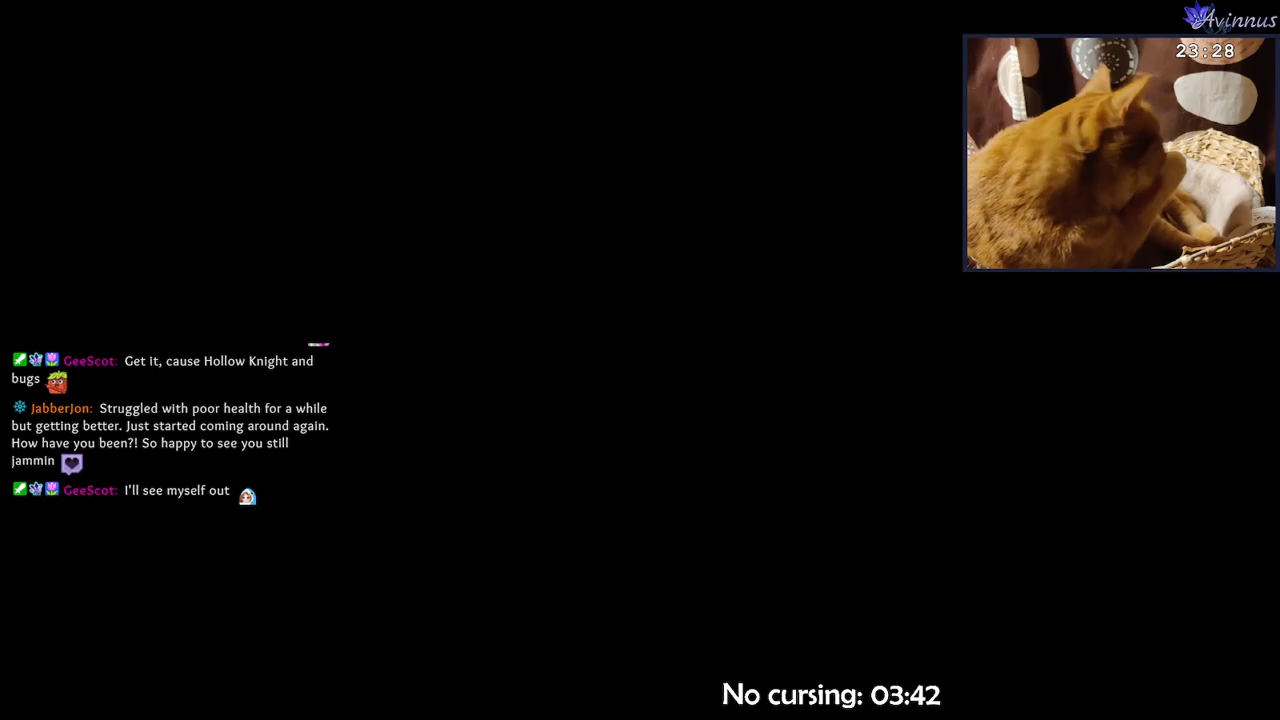 Avinnus
23:28
GeeScot: Get it, cause Hollow Knight and
bugs
JabberJon: Struggled with poor health for a while
but getting better. Just started coming around again.
How have you been?! So happy to see you still
jammin
GeeScot: I'll see myself out
No cursing: 03:42